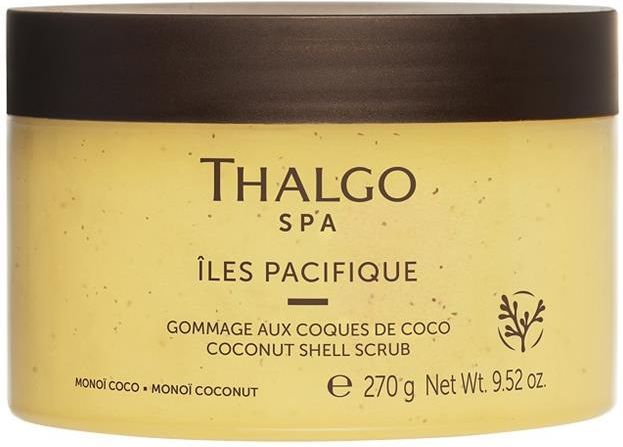 THALGO
SPA
ÎLES PACIFIQUE
GOMMAGE AUX COQUES DE COCO
COCONUT SHELL SCRUB
MONOÏ COCO ▪ MONOÏ COCONUT
℮ 270 g Net Wt. 9.52 oz.